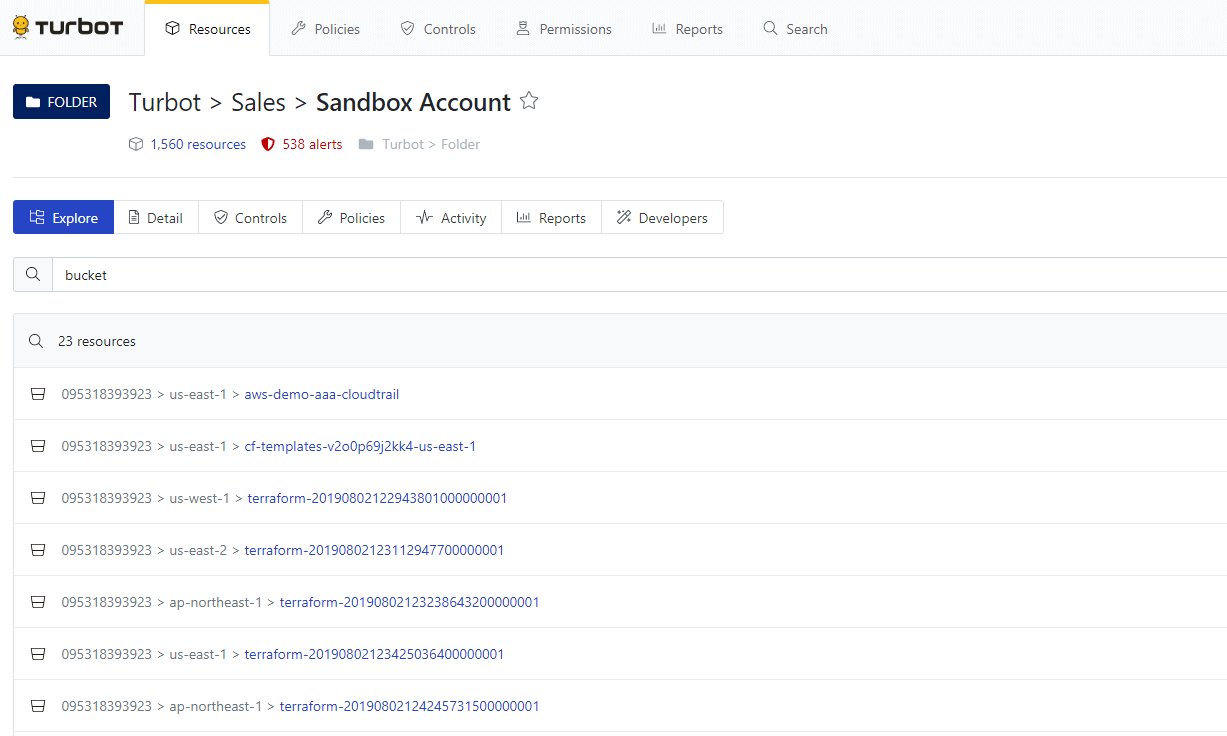 TURBOT Resources Policies Controls Permissions Reports Search
FOLDER Turbot > Sales > Sandbox Account
1,560 resources 538 alerts Turbot > Folder
Explore Detail Controls Policies Activity Reports Developers
bucket
23 resources
095318393923 > us-east-1 > aws-demo-aaa-cloudtrail
095318393923 > us-east-1 > cf-templates-v2o0p69j2kk4-us-east-1
095318393923 > us-west-1 > terraform-20190802122943801000000001
095318393923 > us-east-2 > terraform-20190802123112947700000001
095318393923 > ap-northeast-1 > terraform-20190802123238643200000001
095318393923 > us-east-1 > terraform-20190802123425036400000001
095318393923 > ap-northeast-1 > terraform-20190802124245731500000001